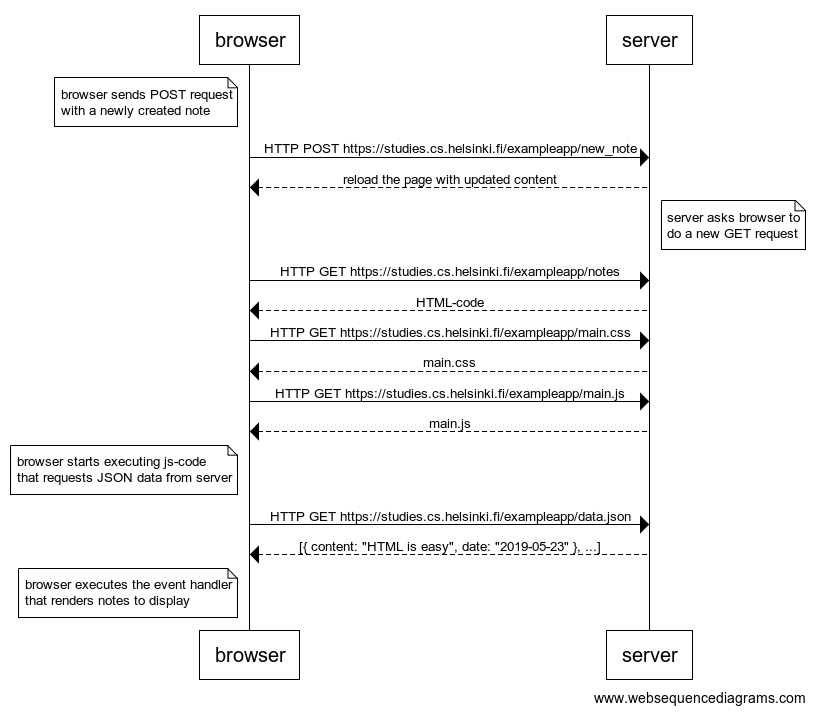 browser
server
browser sends POST request
with a newly created note
HTTP POST https://studies.cs.helsinki.fi/exampleapp/new_note
reload the page with updated content
server asks browser to
do a new GET request
HTTP GET https://studies.cs.helsinki.fi/exampleapp/notes
HTML-code
HTTP GET https://studies.cs.helsinki.fi/exampleapp/main.css
main.css
HTTP GET https://studies.cs.helsinki.fi/exampleapp/main.js
main.js
browser starts executing js-code
that requests JSON data from server
HTTP GET https://studies.cs.helsinki.fi/exampleapp/data.json
[{ content: "HTML is easy", date: "2019-05-23" }, ...]
browser executes the event handler
that renders notes to display
browser
server
www.websequencediagrams.com